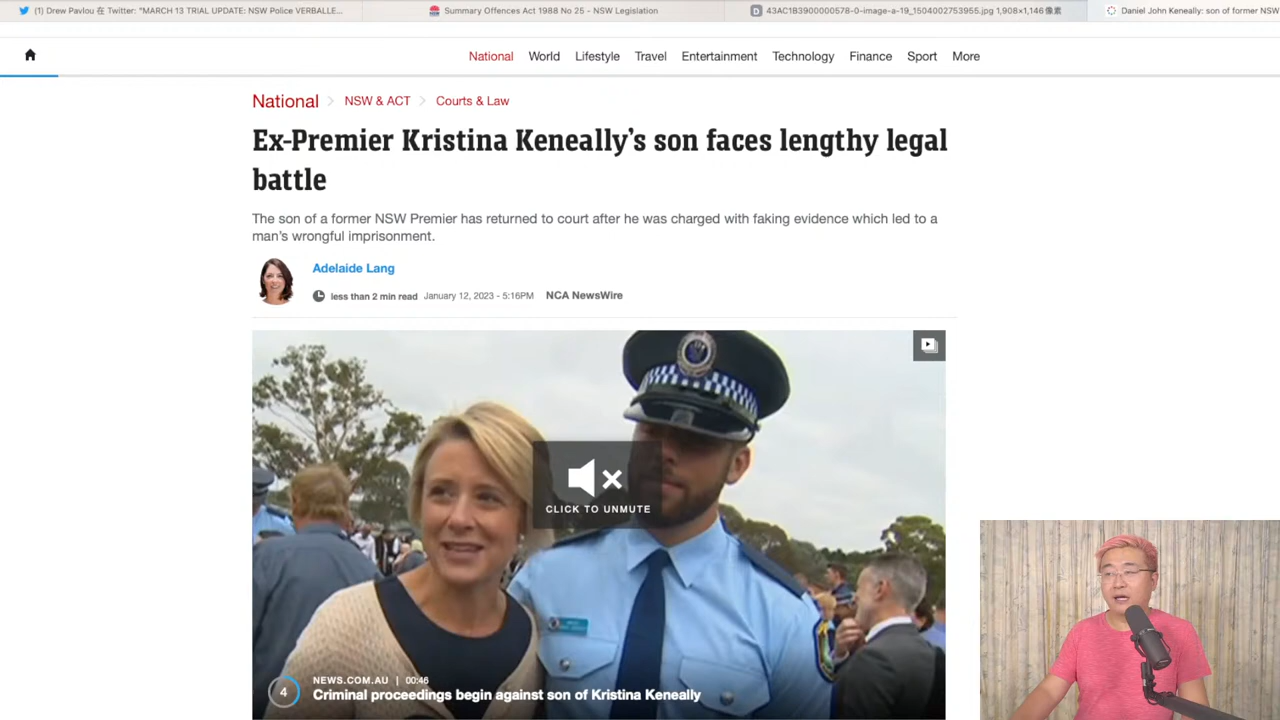 (1) Drew Pavlou 在 Twitter: "MARCH 13 TRIAL UPDATE: NSW Police VERBALLE...
Summary Offences Act 1988 No 25 - NSW Legislation
43AC1B3900000578-0-image-a-19_1504002753955.jpg 1,908×1,146像素
Daniel John Keneally: son of former NSW
National World Lifestyle Travel Entertainment Technology Finance Sport More
National NSW & ACT Courts & Law
Ex-Premier Kristina Keneally's son faces lengthy legal
battle
The son of a former NSW Premier has returned to court after he was charged with faking evidence which led to a
man's wrongful imprisonment.
Adelaide Lang
less than 2 min read January 12, 2023 - 5:16PM NCA NewsWire
CLICK TO UNMUTE
4
NEWS.COM.AU | 00:46
Criminal proceedings begin against son of Kristina Keneally